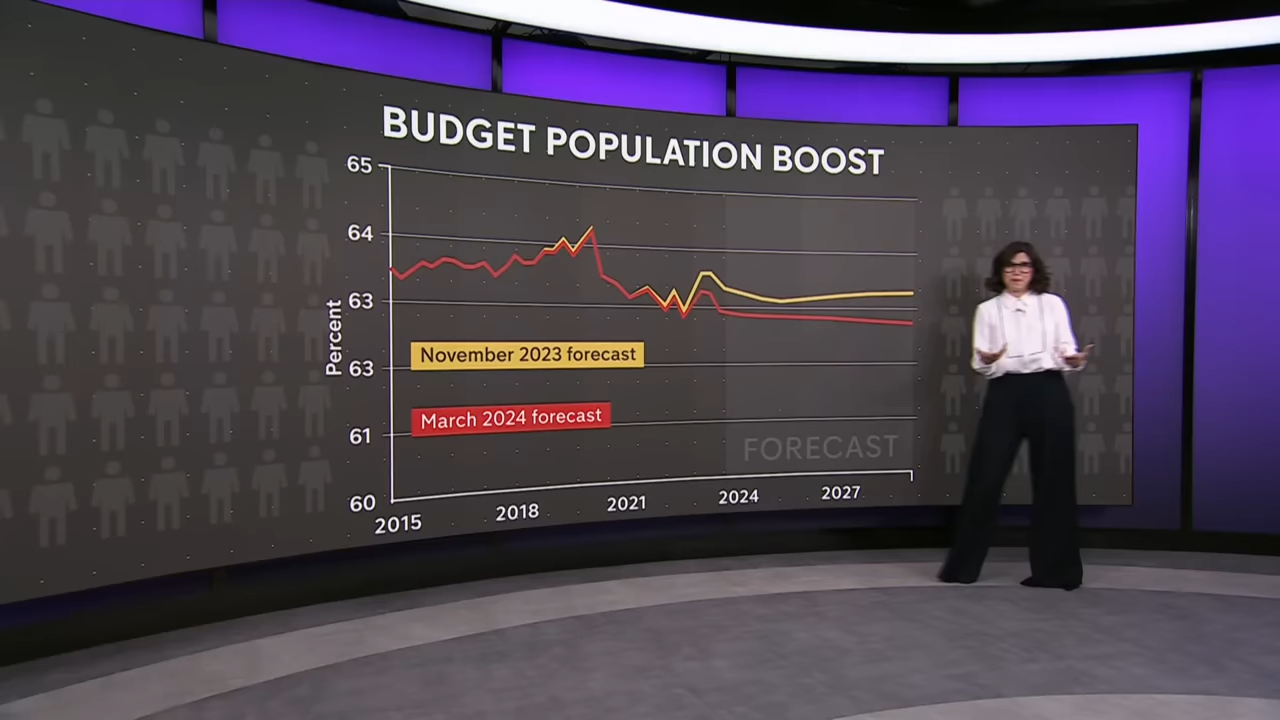 BUDGET POPULATION BOOST
65
64
63
63
61
60
Percent
November 2023 forecast
March 2024 forecast
FORECAST
2015
2018
2021
2024
2027